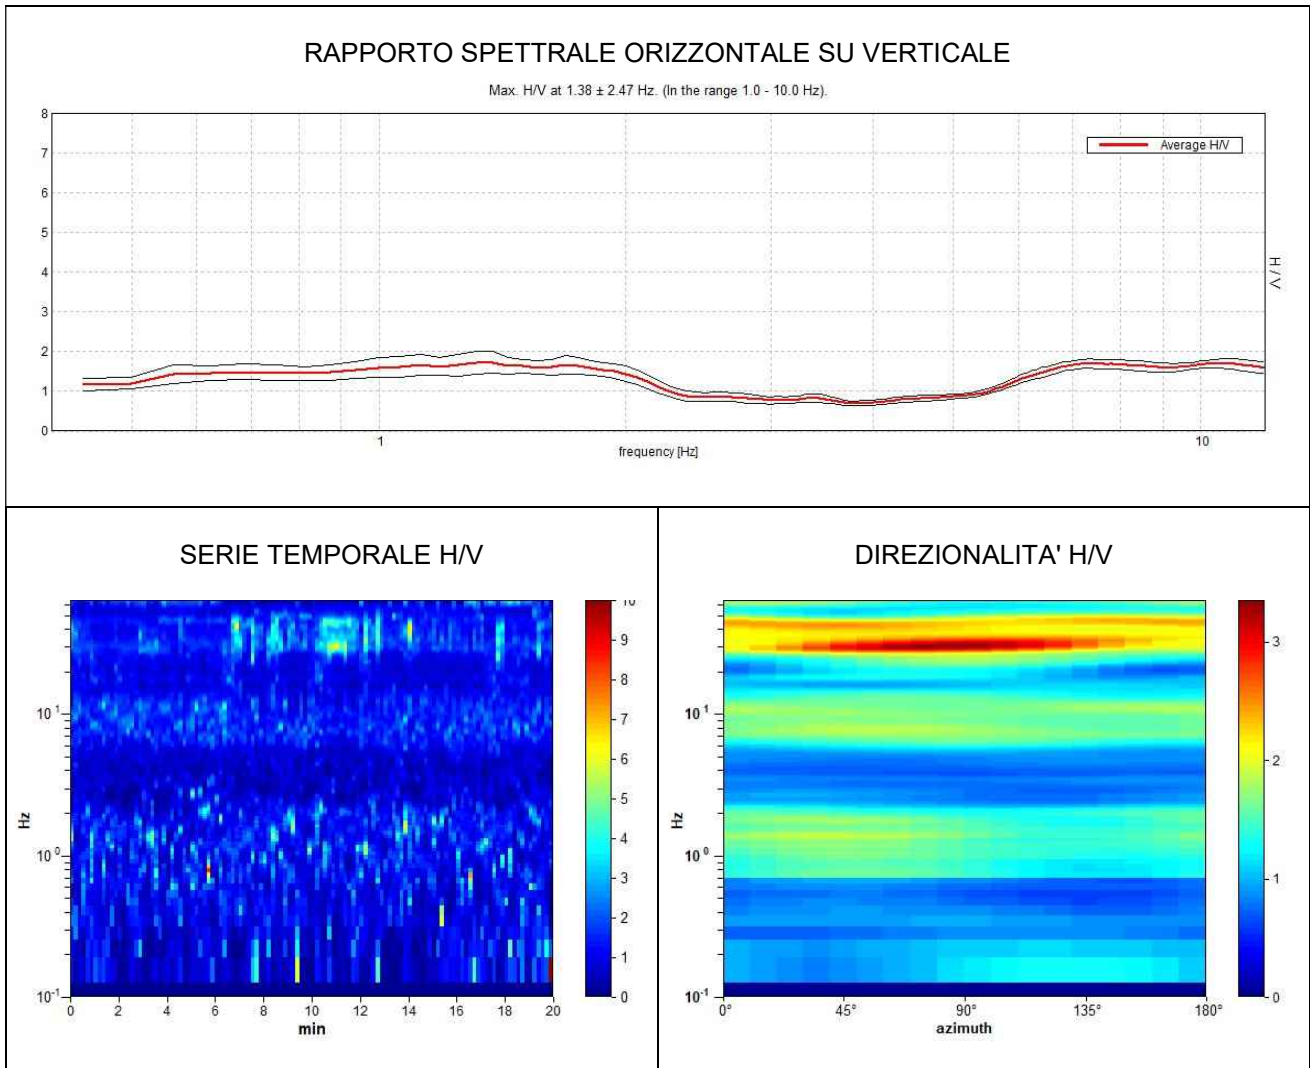 RAPPORTO SPETTRALE ORIZZONTALE SU VERTICALE
Max. H/V at 1.38 ± 2.47 Hz. (In the range 1.0 - 10.0 Hz).
8
7
6
5
4
3
2
1
0
Average H/V
H / V
1
10
frequency [Hz]
SERIE TEMPORALE H/V
Hz
10¹
10⁰
10⁻¹
0 2 4 6 8 10 12 14 16 18 20
min
10
9
8
7
6
5
4
3
2
1
0
DIREZIONALITA' H/V
Hz
10¹
10⁰
10⁻¹
0° 45° 90° 135° 180°
azimuth
3
2
1
0